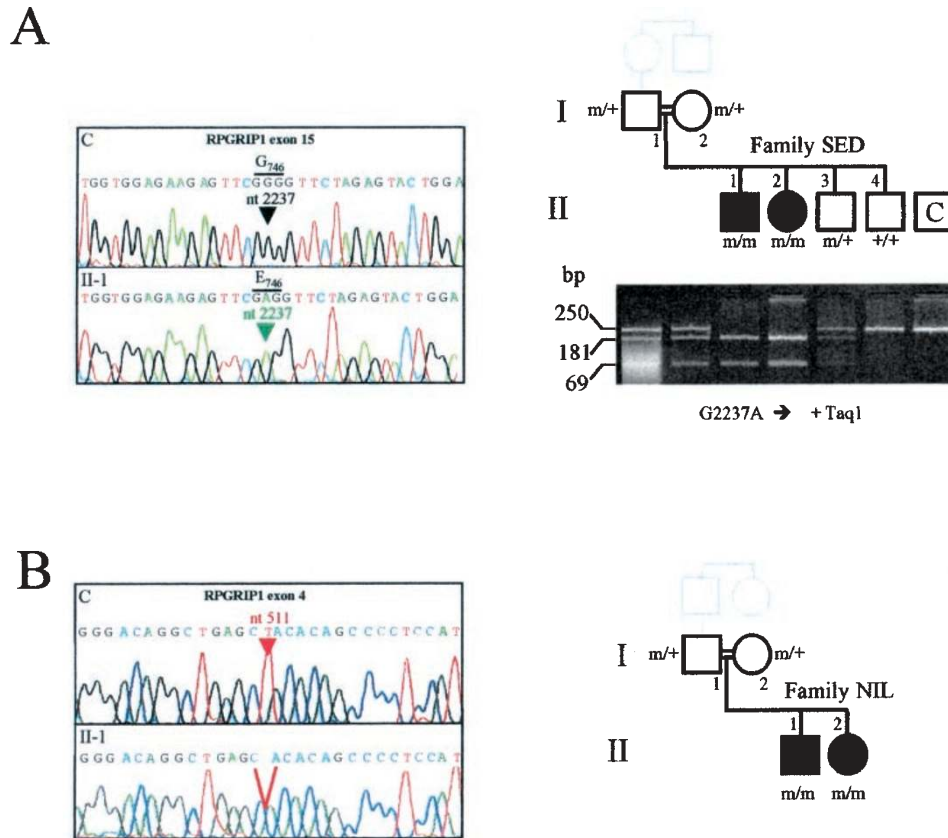 A
C RPGRIP1 exon 15
G746
TGGTGGAGAAGAGTTCGGGGTTCTAGAGTACTGGA
nt 2237
II-1 E746
TGGTGGAGAAGAGTTCGAGGTTCTAGAGTACTGGA
nt 2237
I m/+ 1 2 m/+
Family SED
II 1 2 3 4 C
m/m m/m m/+ +/+
bp
250
181
69
G2237A → + Taq1
B
C RPGRIP1 exon 4
nt 511
GGGACAGGCTGAGCTACACAGCCCCTCCAT
II-1
GGGACAGGCTGAGC ACACAGCCCCTCCAT
I m/+ 1 2 m/+
Family NIL
II 1 2
m/m m/m